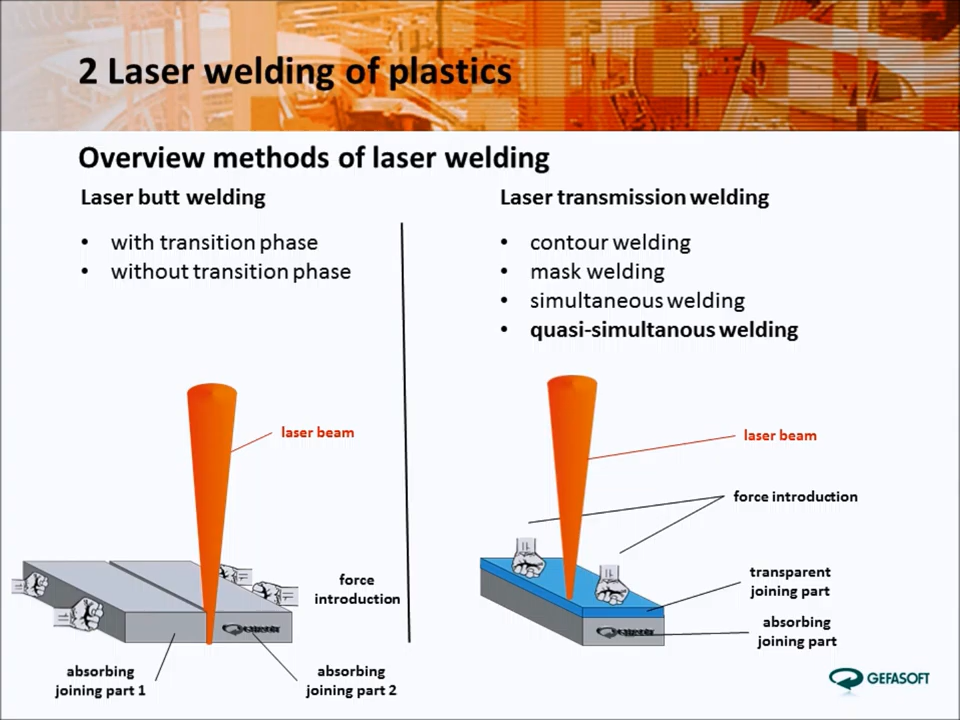 2 Laser welding of plastics
Overview methods of laser welding
Laser butt welding
• with transition phase
• without transition phase
laser beam
force
introduction
absorbing
joining part 1
absorbing
joining part 2
Laser transmission welding
• contour welding
• mask welding
• simultaneous welding
• quasi-simultanous welding
laser beam
force introduction
transparent
joining part
absorbing
joining part
GEFASOFT